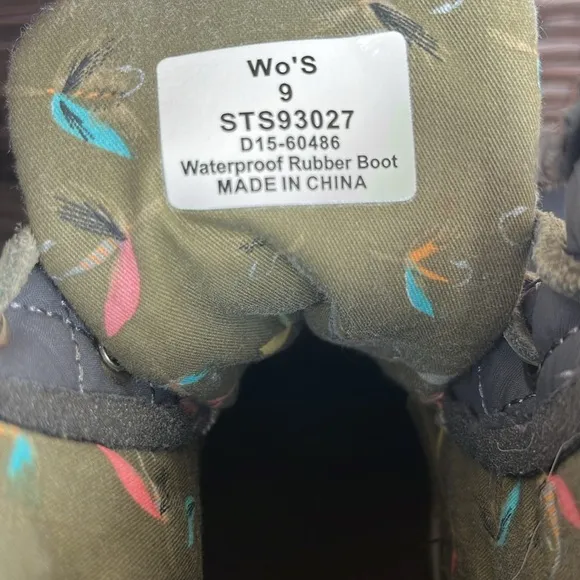 Wo'S
9
STS93027
D15-60486
Waterproof Rubber Boot
MADE IN CHINA